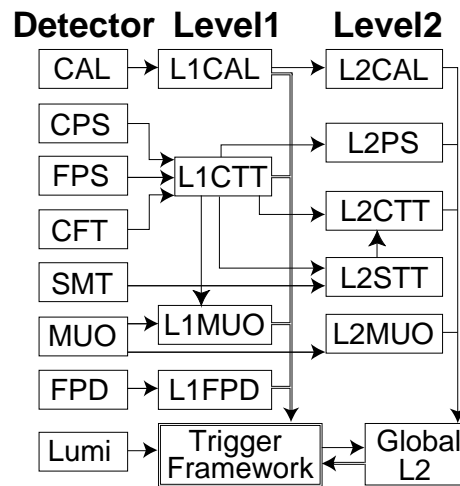 Detector Level1 Level2
CAL L1CAL L2CAL
CPS
L2PS
FPS L1CTT
CFT L2CTT
SMT L2STT
MUO L1MUO L2MUO
FPD L1FPD
Lumi Trigger Framework Global L2